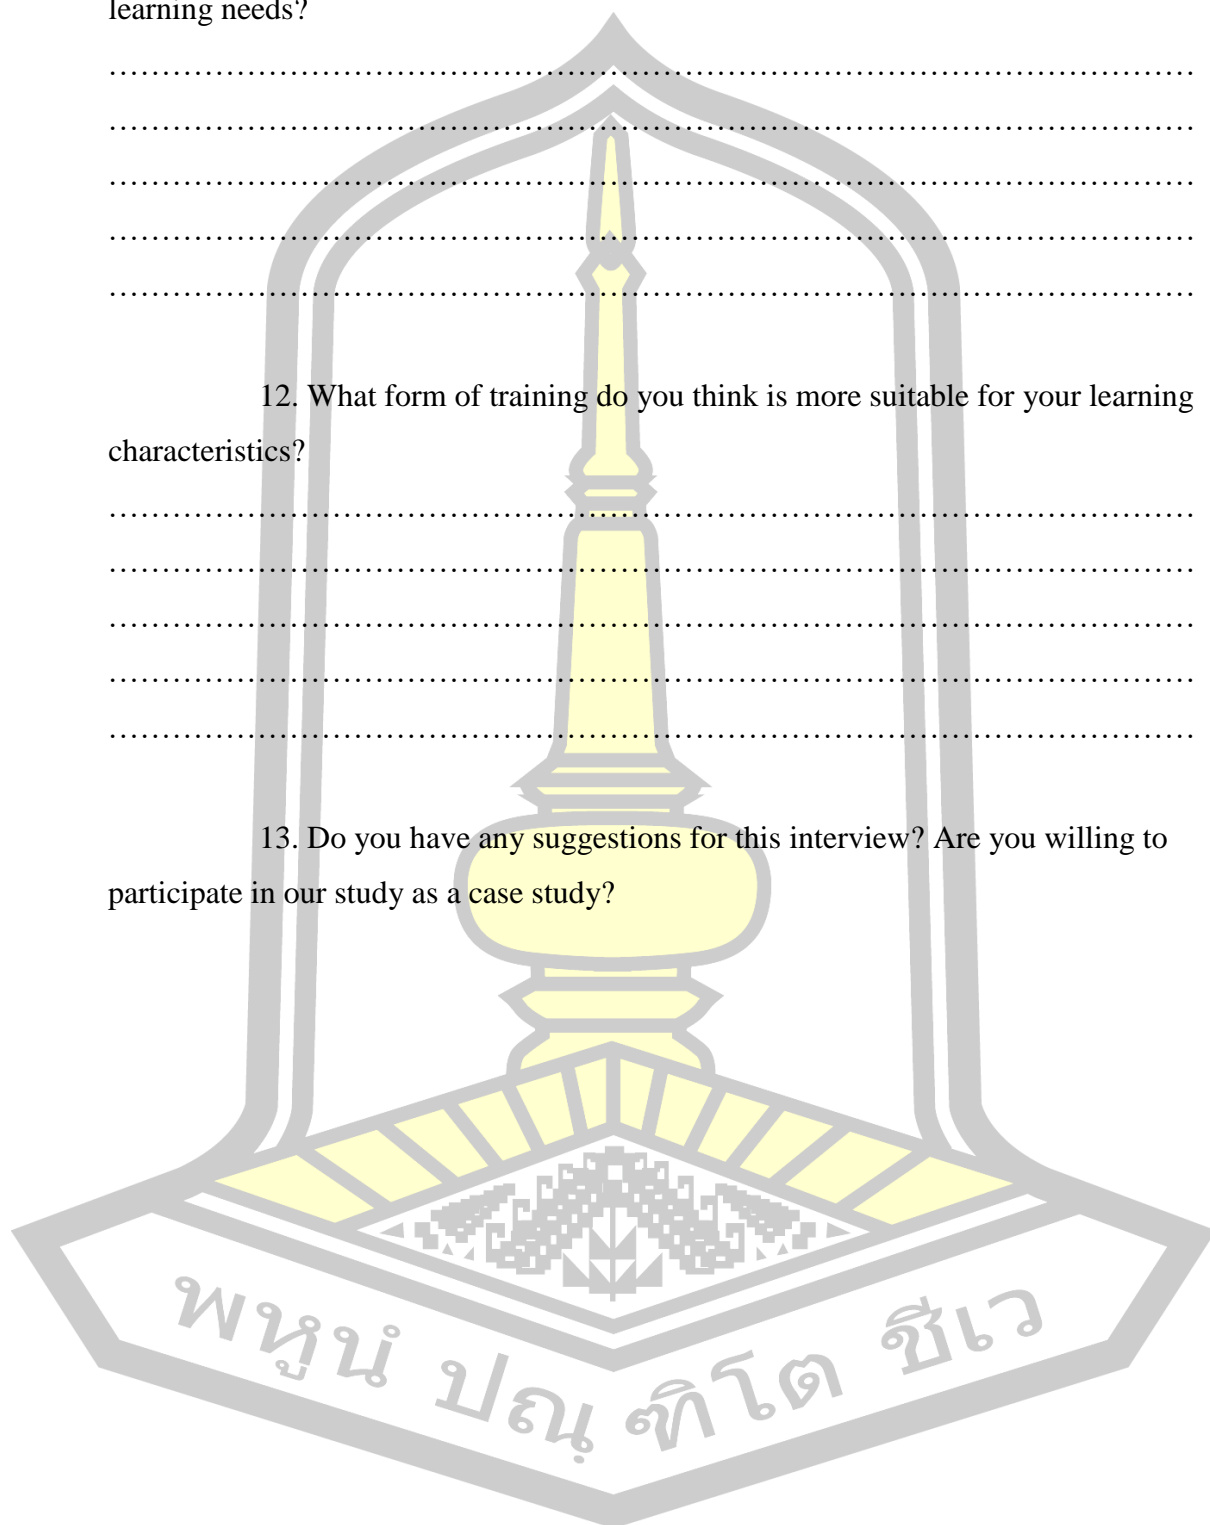 learning needs?
……………………………………………………………………………………………
……………………………………………………………………………………………
……………………………………………………………………………………………
……………………………………………………………………………………………
……………………………………………………………………………………………
12. What form of training do you think is more suitable for your learning
characteristics?
……………………………………………………………………………………………
……………………………………………………………………………………………
……………………………………………………………………………………………
……………………………………………………………………………………………
……………………………………………………………………………………………
13. Do you have any suggestions for this interview? Are you willing to
participate in our study as a case study?
พหูนํ ปณฺฑิโต ชีเว